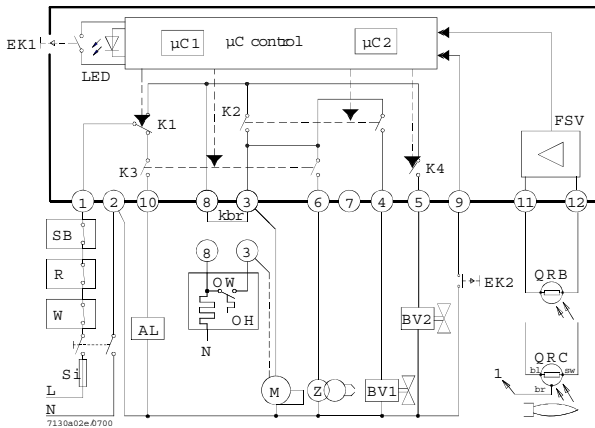 µC1 µC control µC2
EK1
LED
K1 K2 FSV
K3 K4
1 2 10 8 3 6 7 4 5 9 11 12
kbr
SB
8 3
R
OW
EK2
QRB
W
AL
OH
BV2
N
Si
QRC
bl sw
1
br
L
M Z BV1
N
7130a02e/0700